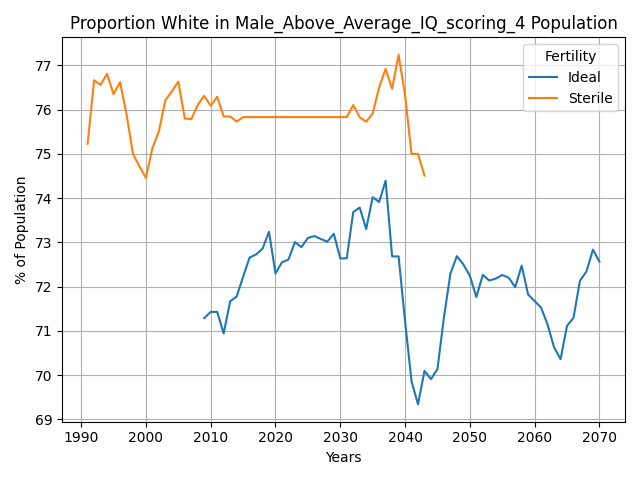 Proportion White in Male_Above_Average_IQ_scoring_4 Population
Fertility
Ideal
Sterile
% of Population
77
76
75
74
73
72
71
70
69
1990 2000 2010 2020 2030 2040 2050 2060 2070
Years